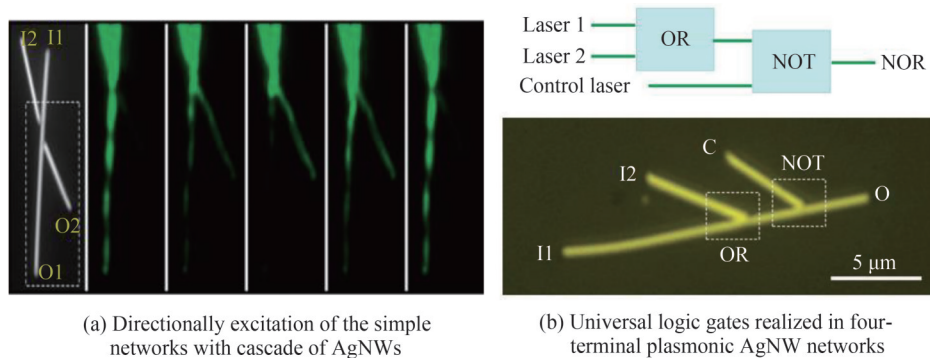 I2 I1
O2
O1
(a) Directionally excitation of the simple
networks with cascade of AgNWs
Laser 1
OR
Laser 2
NOT
NOR
Control laser
C
NOT
I2
O
OR
I1
5 μm
(b) Universal logic gates realized in four-
terminal plasmonic AgNW networks